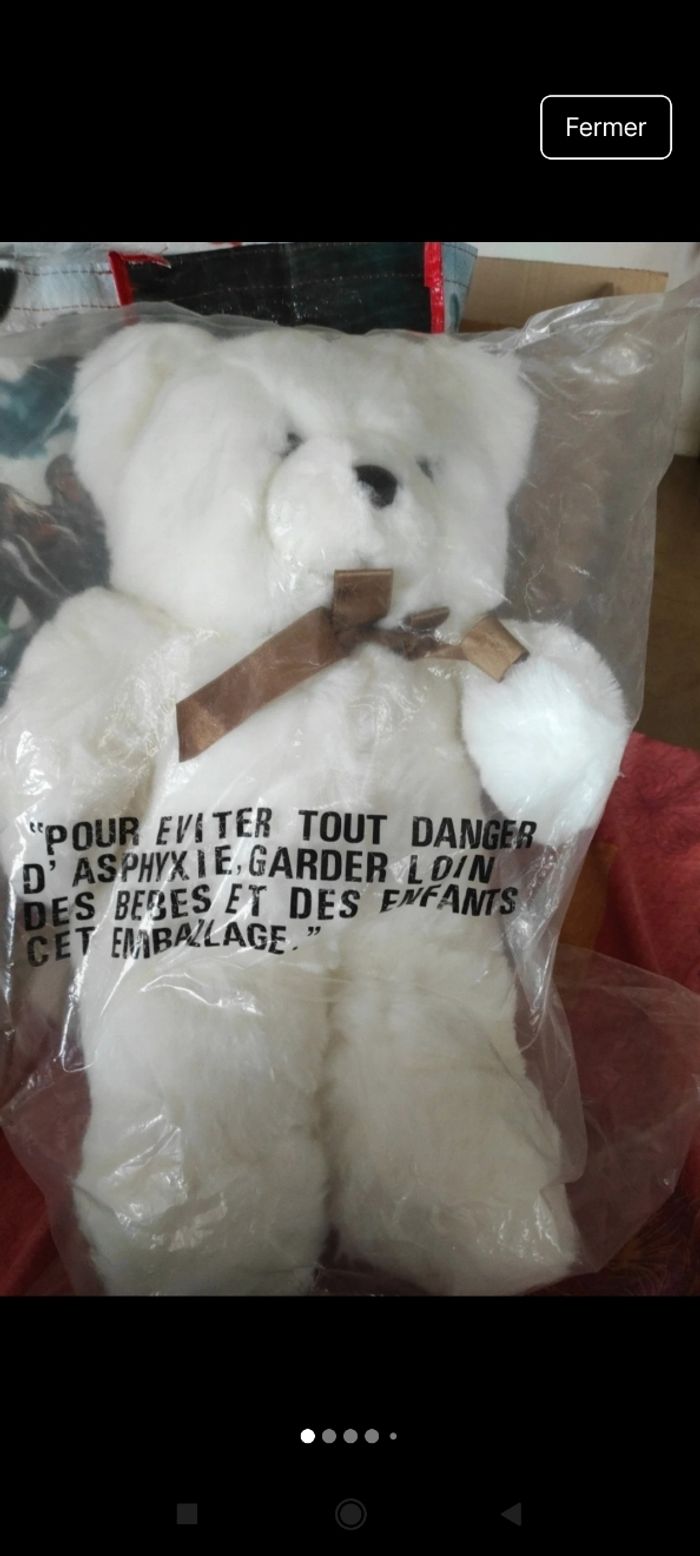 Fermer
"POUR EVITER TOUT DANGER
D' ASPHYXIE, GARDER LOIN
DES BEBES ET DES ENFANTS
CET EMBALLAGE."